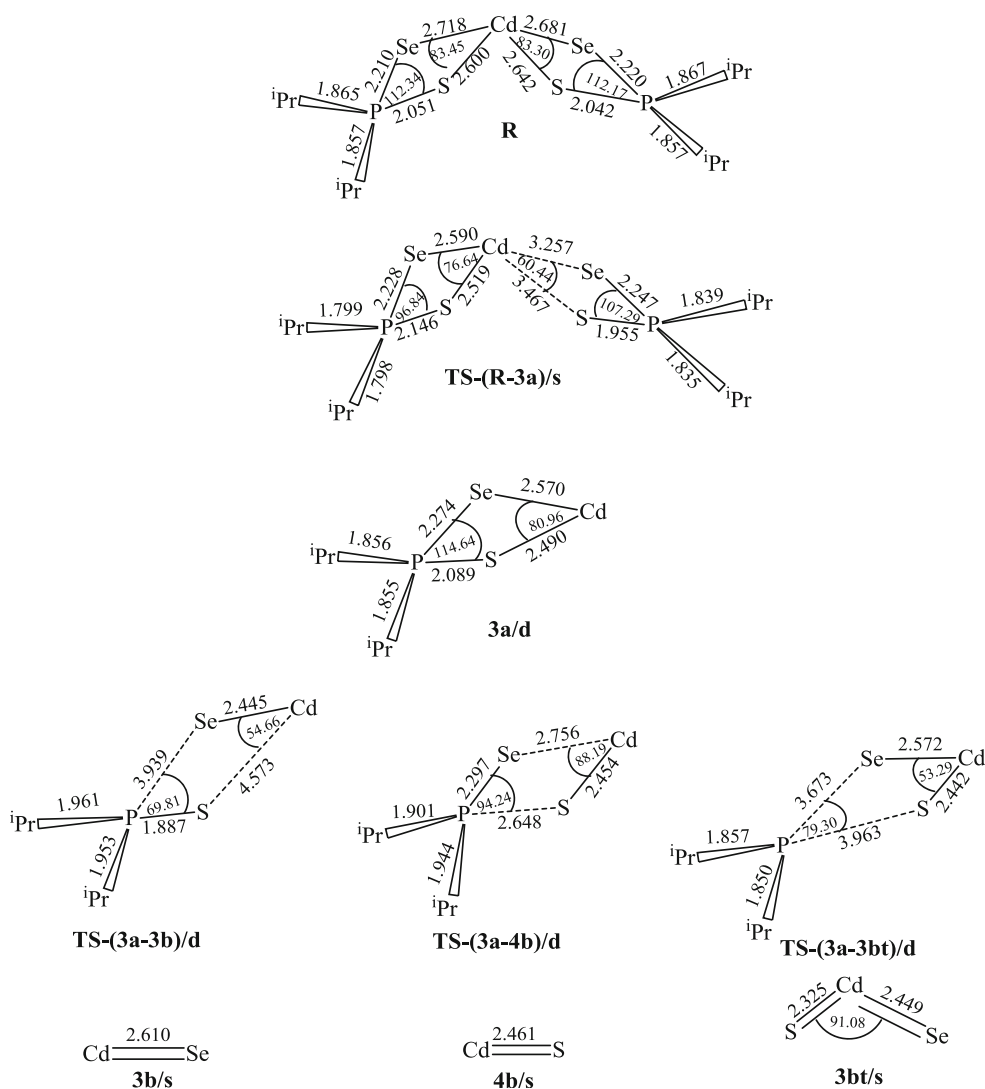 2.718 Cd 2.681
Se 83.45 83.30 Se
2.210 2.600 2.642 2.220
1.865 112.34 S S 112.17 1.867
iPr P 2.051 2.042 P iPr
1.857 1.857
iPr R iPr
2.590 Cd 3.257
Se 76.64 60.44 Se
2.228 2.519 3.467 2.247
1.799 96.84 S S 107.29 1.839
iPr P 2.146 1.955 P iPr
1.798 1.835
iPr TS-(R-3a)/s iPr
Se 2.570
2.274 80.96 Cd
1.856 114.64 2.490
iPr P 2.089 S
1.855
iPr 3a/d
2.445 Cd
Se 54.66
3.939 4.573
1.961 69.81
iPr P 1.887 S
1.953
iPr
TS-(3a-3b)/d
Se 2.756 Cd
2.297 88.19
1.901 94.24 2.454
iPr P 2.648 S
1.944
iPr
TS-(3a-4b)/d
Se 2.572 Cd
3.673 53.29
1.857 79.30 2.442
iPr P 3.963 S
1.850
iPr
TS-(3a-3bt)/d
2.610
Cd Se
3b/s
2.461
Cd S
4b/s
2.325 Cd 2.449
S 91.08 Se
3bt/s